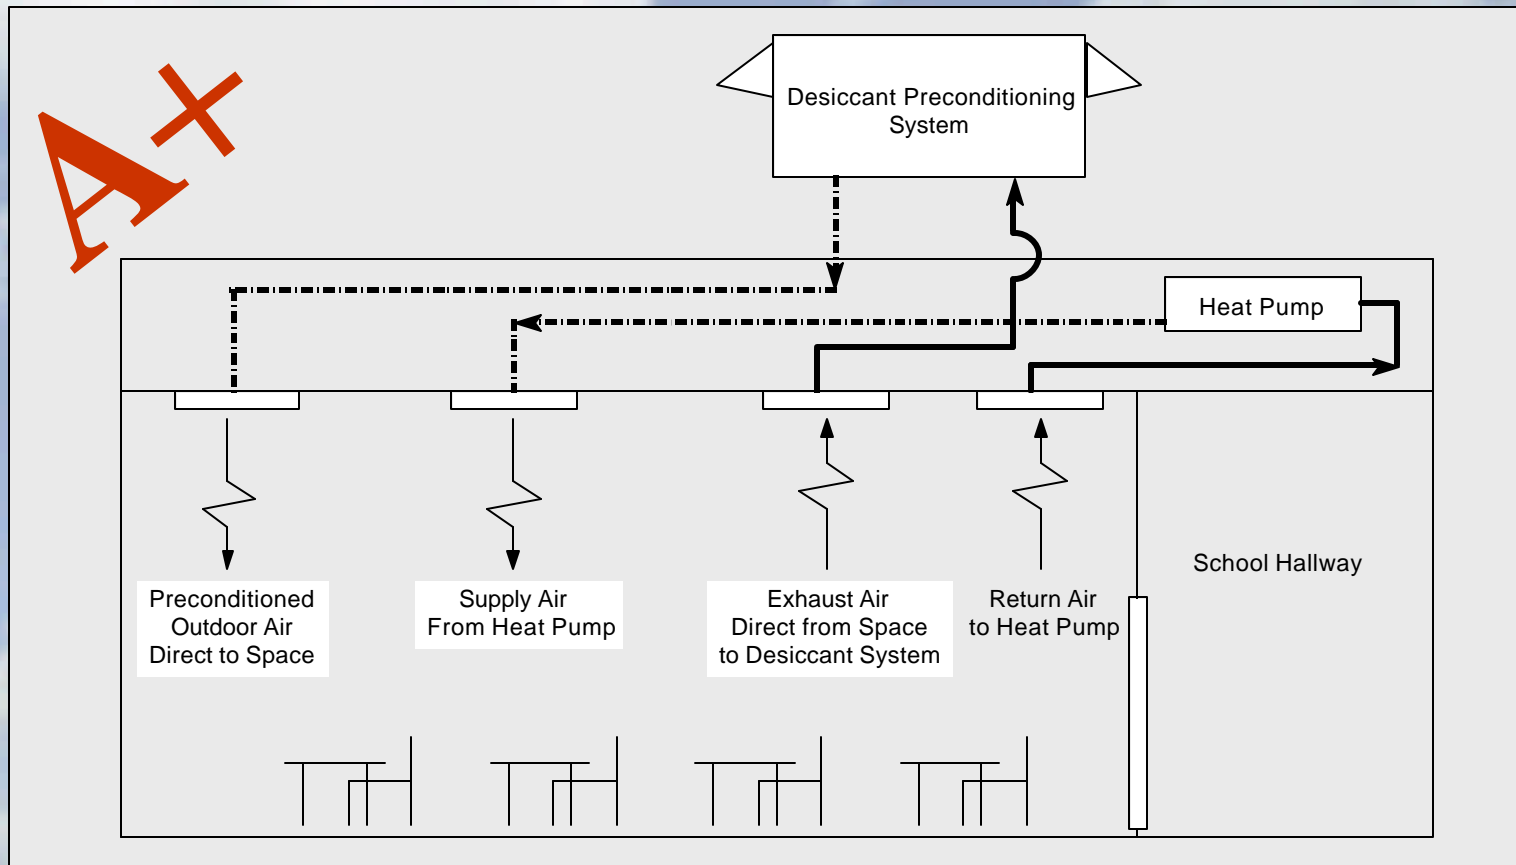 A+
Desiccant Preconditioning
System
Heat Pump
School Hallway
Preconditioned
Outdoor Air
Direct to Space
Supply Air
From Heat Pump
Exhaust Air
Direct from Space
to Desiccant System
Return Air
to Heat Pump